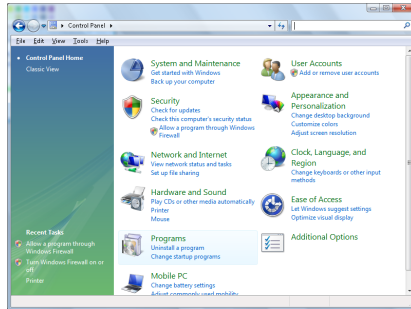 Control Panel
File Edit View Tools Help
Control Panel Home
Classic View
System and Maintenance
Get started with Windows
Back up your computer
Security
Check for updates
Check this computer's security status
Allow a program through Windows
Firewall
Network and Internet
View network status and tasks
Set up file sharing
Hardware and Sound
Play CDs or other media automatically
Printer
Mouse
Programs
Uninstall a program
Change startup programs
Mobile PC
Change battery settings
Adjust commonly used mobility
User Accounts
Add or remove user accounts
Appearance and
Personalization
Change desktop background
Customize colors
Adjust screen resolution
Clock, Language, and
Region
Change keyboards or other input
methods
Ease of Access
Let Windows suggest settings
Optimize visual display
Additional Options
Recent Tasks
Allow a program through
Windows Firewall
Turn Windows Firewall on or
off
Printer